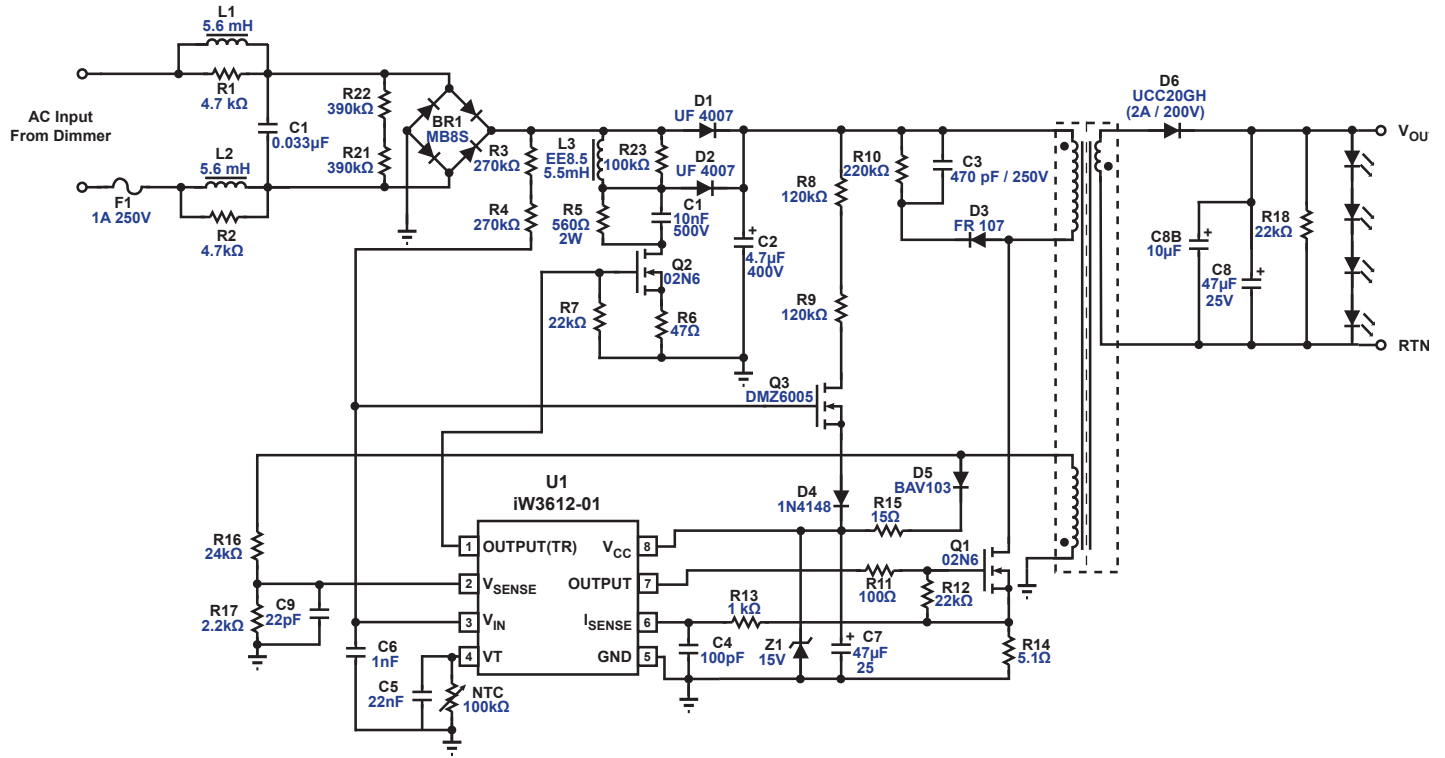 L1
5.6 mH
R1
4.7 kΩ
AC Input
From Dimmer
C1
0.033µF
L2
5.6 mH
F1
1A 250V
R2
4.7kΩ
R22
390kΩ
R21
390kΩ
BR1
MB8S
R3
270kΩ
R4
270kΩ
L3
EE8.5
5.5mH
R23
100kΩ
D1
UF 4007
D2
UF 4007
R5
560Ω
2W
C1
10nF
500V
Q2
02N6
R7
22kΩ
R6
47Ω
+
C2
4.7µF
400V
R8
120kΩ
R9
120kΩ
R10
220kΩ
C3
470 pF / 250V
D3
FR 107
D6
UCC20GH
(2A / 200V)
C8B
10µF
+
C8
47µF
25V
+
R18
22kΩ
VOUT
RTN
Q3
DMZ6005
D4
1N4148
D5
BAV103
R15
15Ω
U1
iW3612-01
1 OUTPUT(TR)
2 VSENSE
3 VIN
4 VT
VCC 8
OUTPUT 7
ISENSE 6
GND 5
R16
24kΩ
R17
2.2kΩ
C9
22pF
C6
1nF
C5
22nF
NTC
100kΩ
R13
1 kΩ
C4
100pF
Z1
15V
+
C7
47µF
25
R11
100Ω
R12
22kΩ
Q1
02N6
R14
5.1Ω